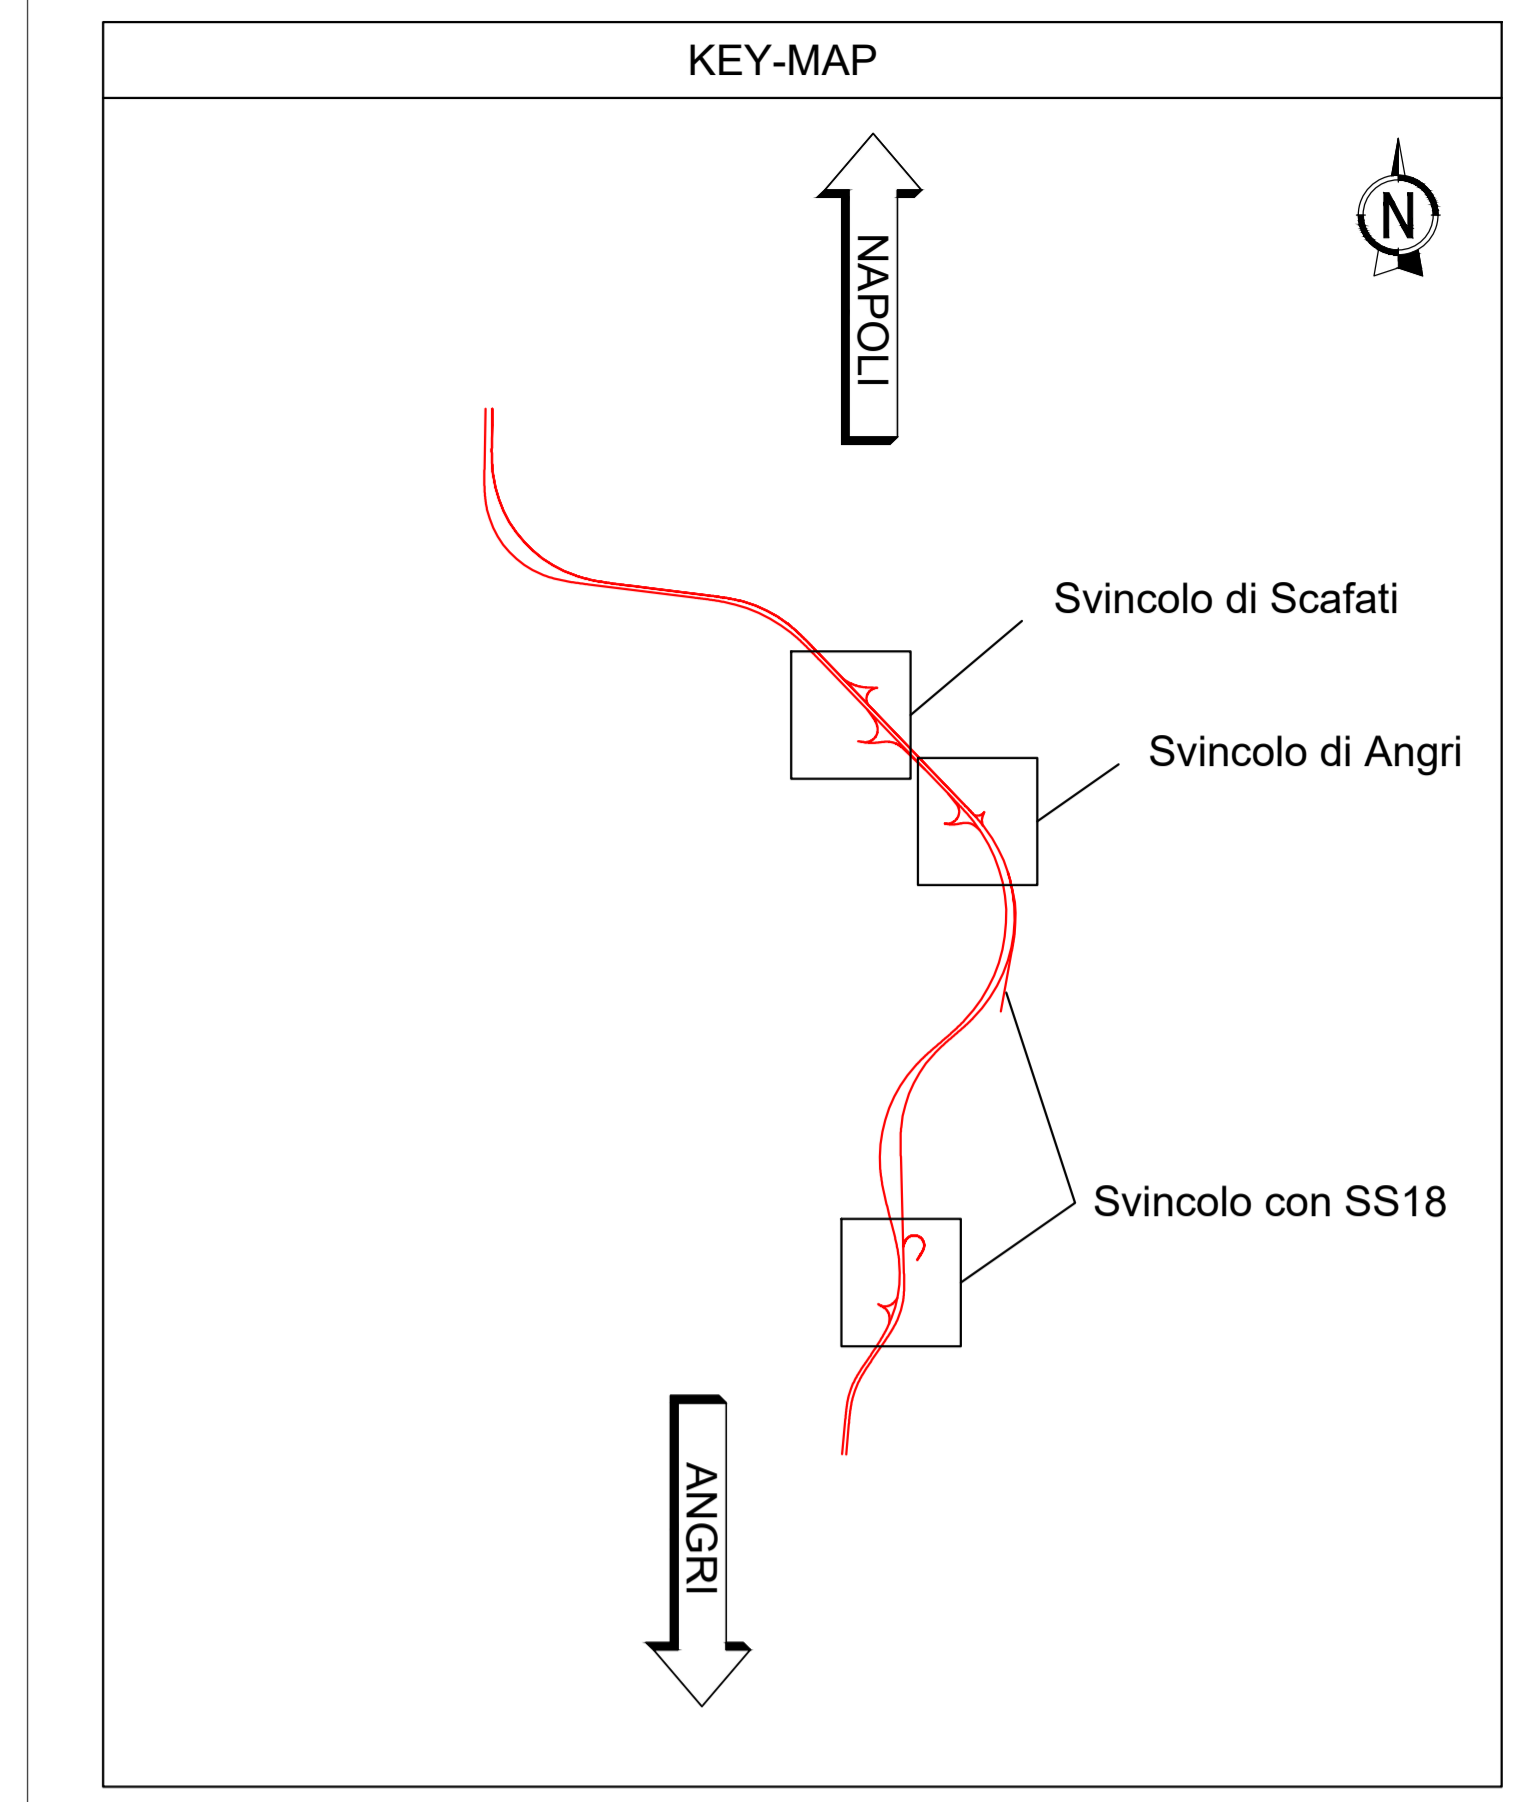 KEY-MAP
N
NAPOLI
Svincolo di Scafati
Svincolo di Angri
Svincolo con SS18
ANGRI